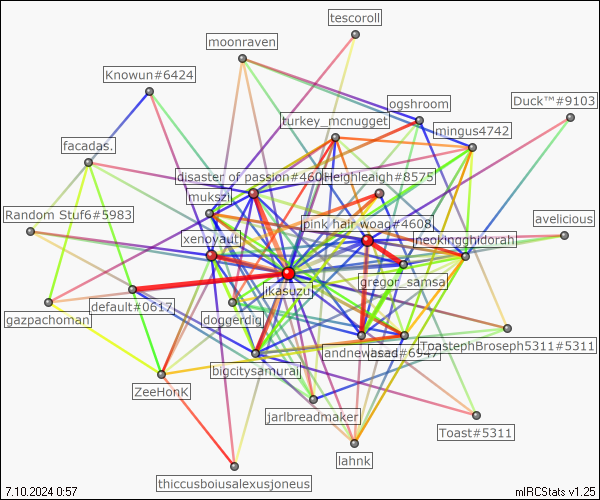 tescoroll
moonraven
Knowun#6424
ogshroom
Duck™#9103
turkey_mcnugget
mingus4742
facadas.
disaster of passion#460
Heighleaigh#8575
mukszi
Random Stuf6#5983
pink hair woag#4608
avelicious
xenoyaut
neokingghidorah
gregor_samsa
ikasuzu
default#0617
gazpachoman
doggerdig
landnewasad#6947
ToastephBroseph5311#5311
bigcitysamurai
ZeeHonK
jarlbreadmaker
Toast#5311
lahnk
thiccusboiusalexusjoneus
7.10.2024 0:57
mIRCStats v1.25